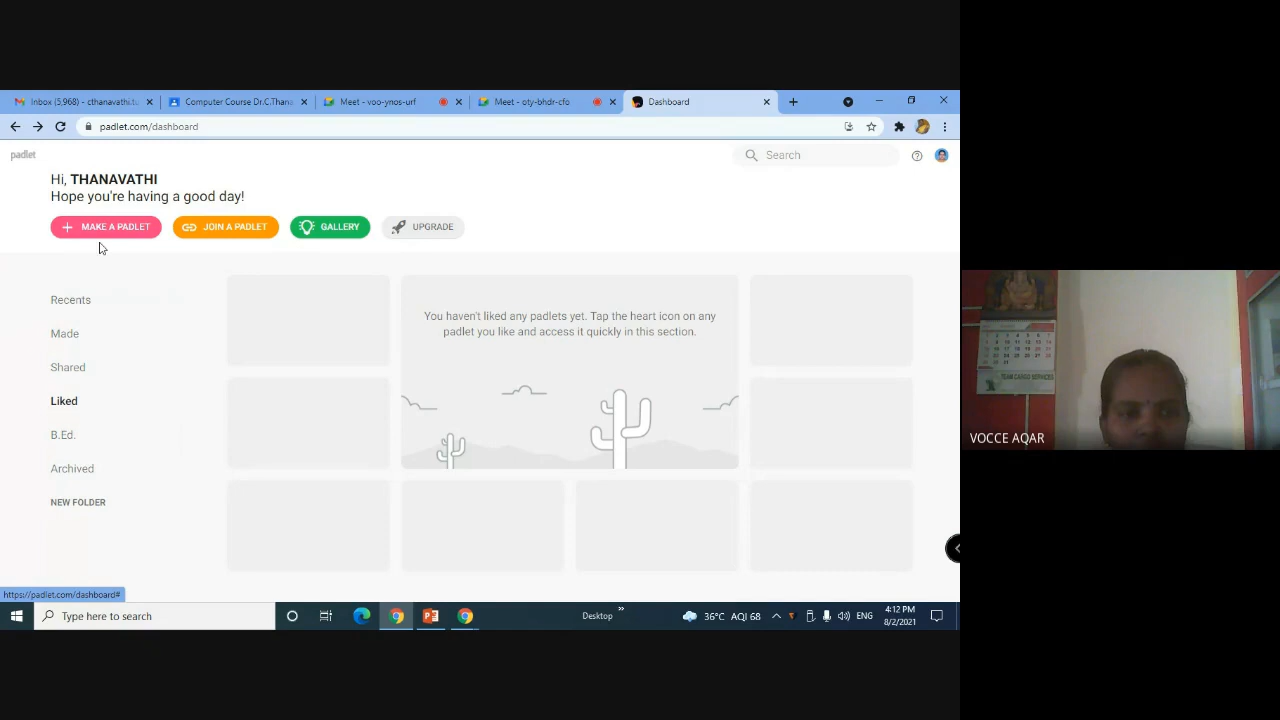 Inbox (5,968) - cthanavathi.t
Computer Course Dr.C.Thana
Meet - voo-ynos-urf
Meet - oty-bhdr-cfo
Dashboard
padlet.com/dashboard
padlet
Search
Hi, THANAVATHI
Hope you're having a good day!
MAKE A PADLET
JOIN A PADLET
GALLERY
UPGRADE
Recents
Made
Shared
Liked
B.Ed.
Archived
NEW FOLDER
You haven't liked any padlets yet. Tap the heart icon on any
padlet you like and access it quickly in this section.
https://padlet.com/dashboard#
Type here to search
Desktop
36°C AQI 68
ENG
4:12 PM
8/2/2021
TEAM CARGO SERVICES
VOCCE AQAR